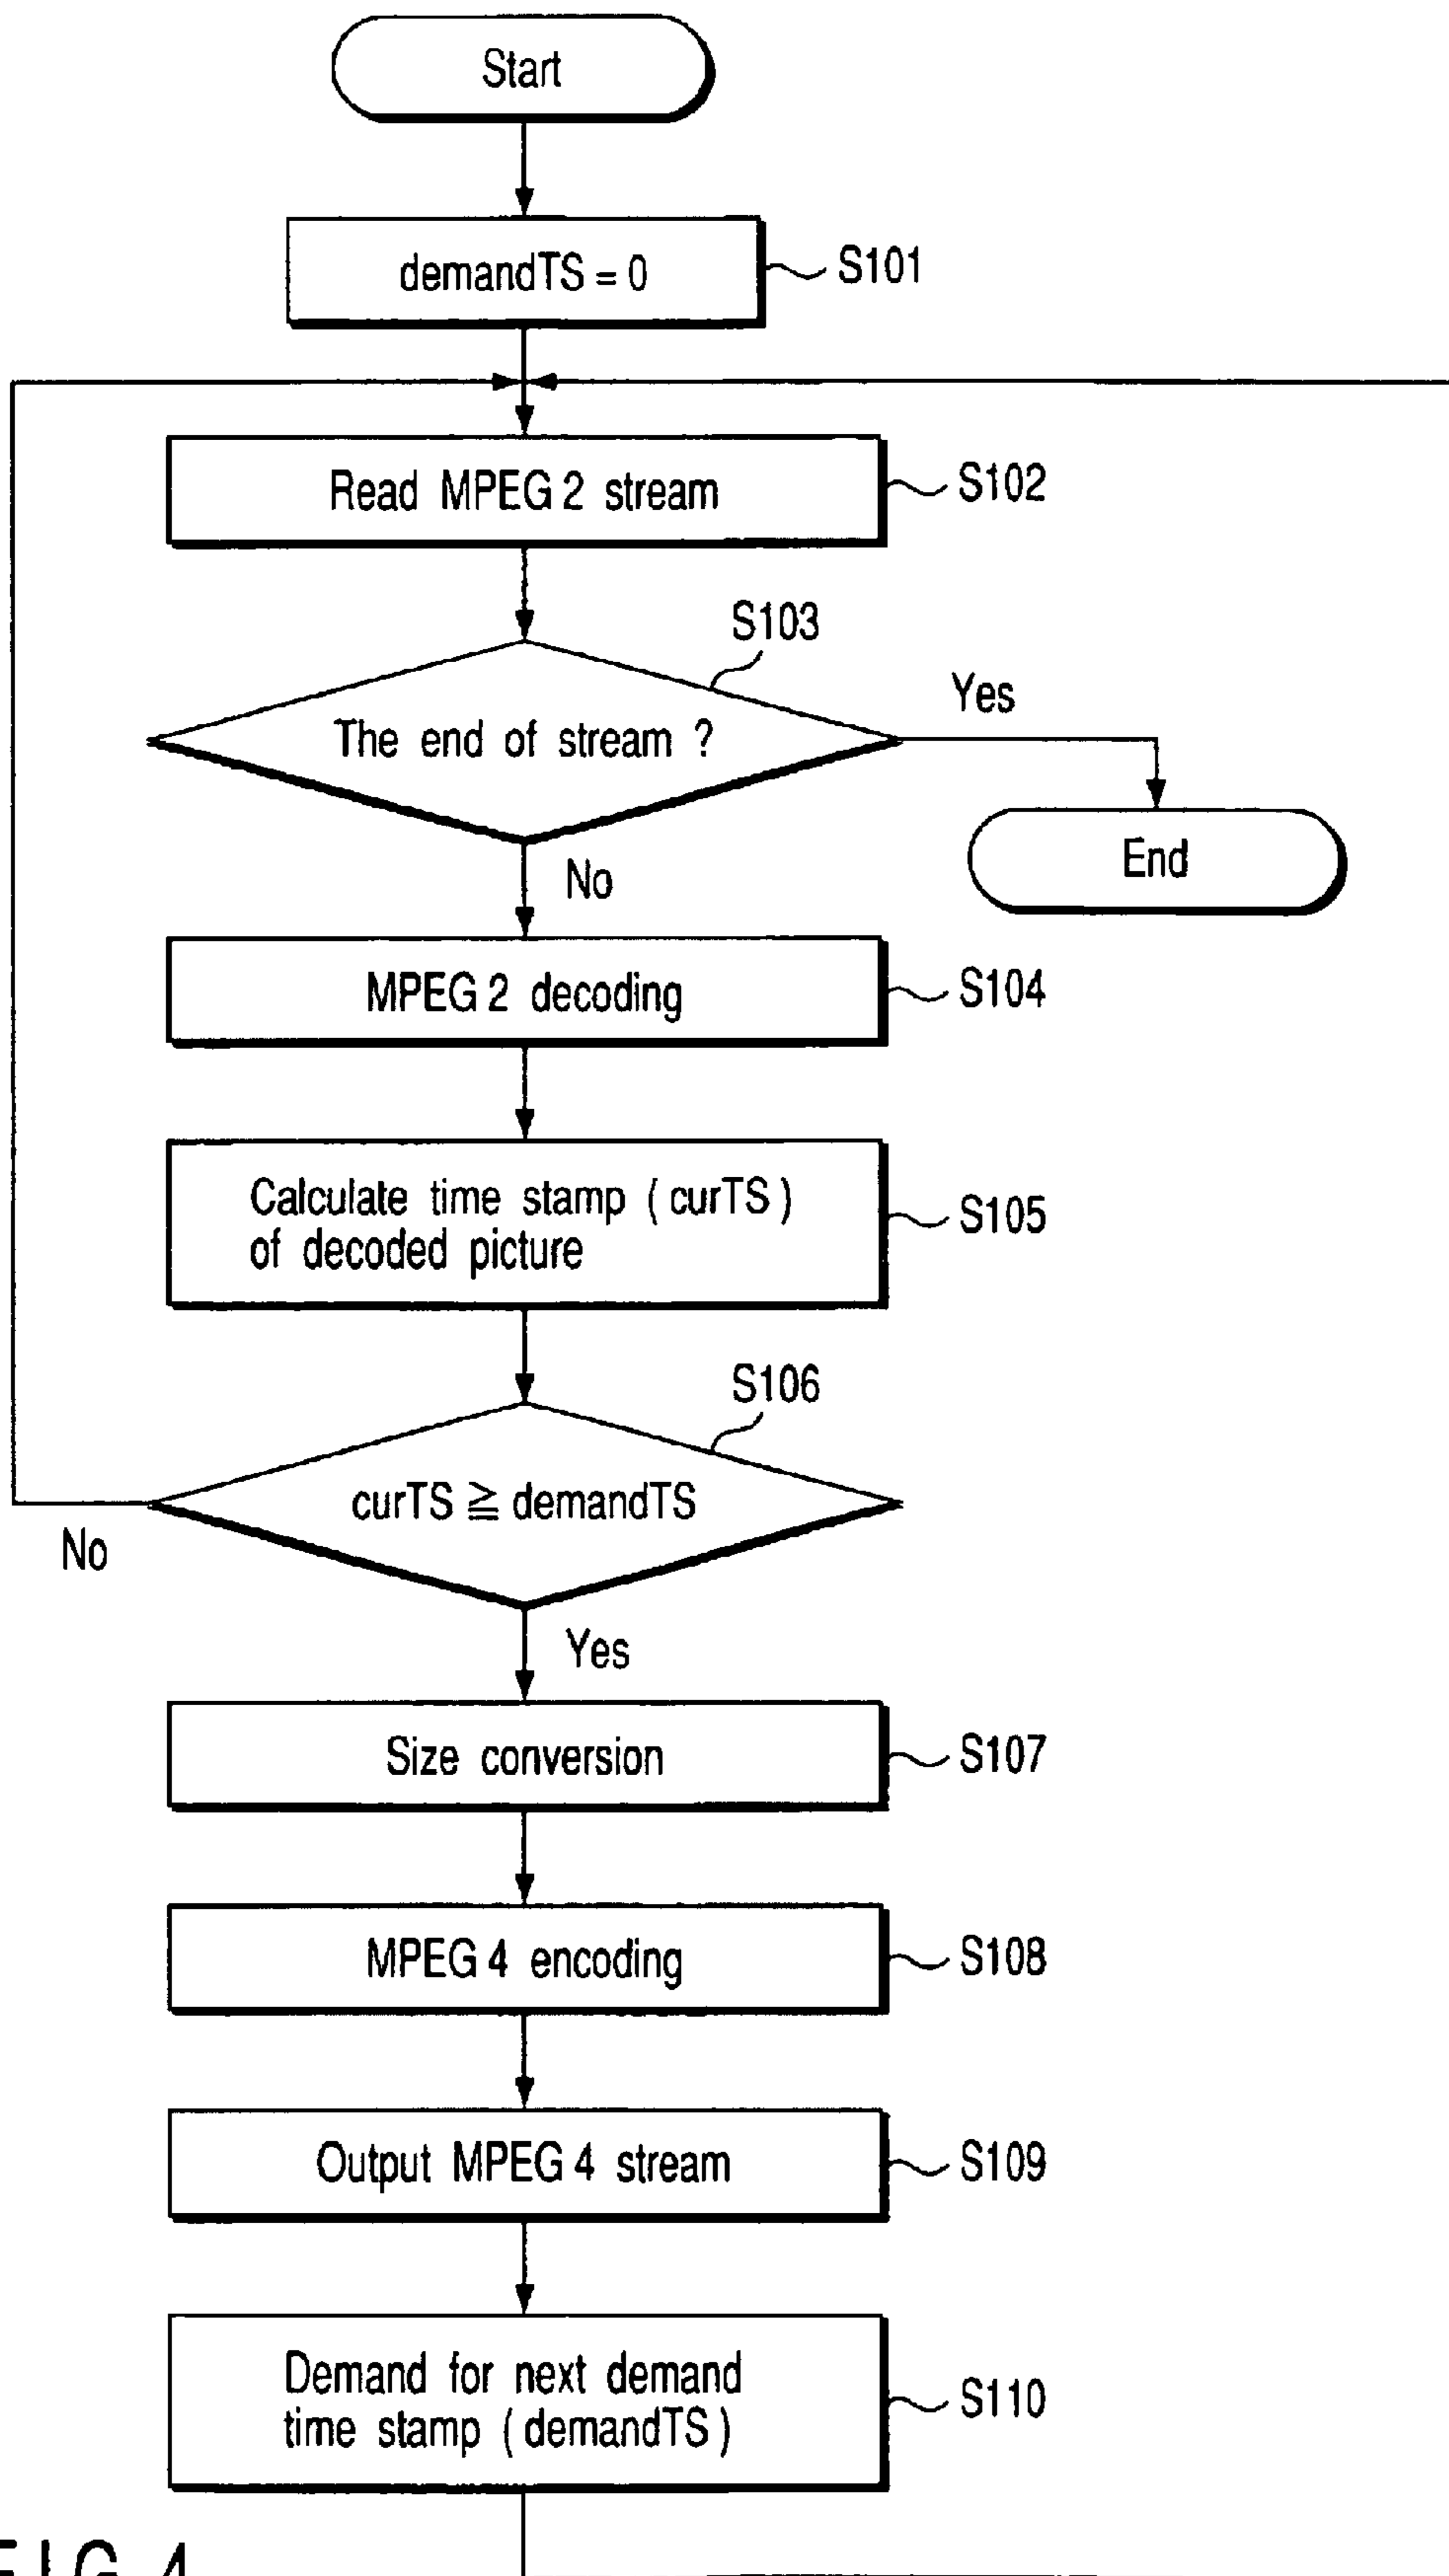 Start
demandTS = 0
S101
Read MPEG 2 stream
S102
S103
The end of stream ?
Yes
End
No
MPEG 2 decoding
S104
Calculate time stamp ( curTS )
of decoded picture
S105
S106
curTS ≧ demandTS
No
Yes
Size conversion
S107
MPEG 4 encoding
S108
Output MPEG 4 stream
S109
Demand for next demand
time stamp ( demandTS )
S110
FIG. 4